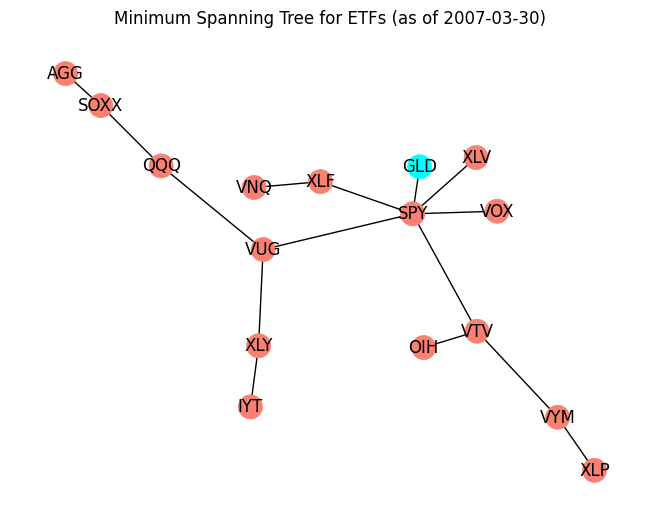 Minimum Spanning Tree for ETFs (as of 2007-03-30)
AGG
SOXX
QQQ
VNQ
XLF
GLD
XLV
SPY
VOX
VUG
XLY
OIH
VTV
IYT
VYM
XLP